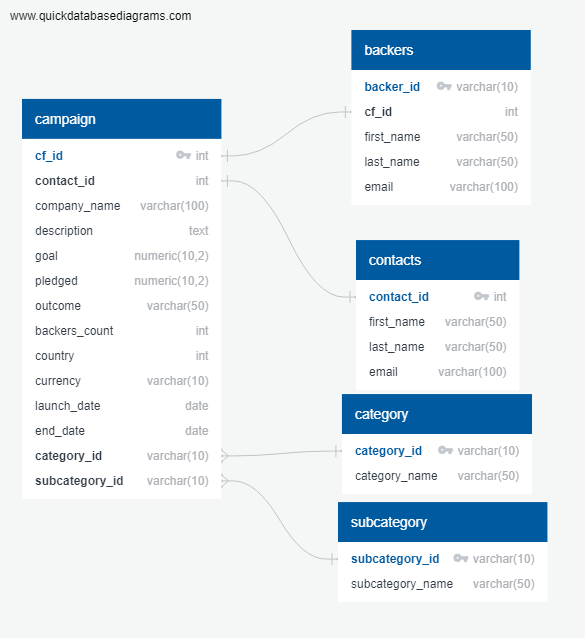 www.quickdatabasediagrams.com
campaign
cf_id int
contact_id int
company_name varchar(100)
description text
goal numeric(10,2)
pledged numeric(10,2)
outcome varchar(50)
backers_count int
country int
currency varchar(10)
launch_date date
end_date date
category_id varchar(10)
subcategory_id varchar(10)
backers
backer_id varchar(10)
cf_id int
first_name varchar(50)
last_name varchar(50)
email varchar(100)
contacts
contact_id int
first_name varchar(50)
last_name varchar(50)
email varchar(100)
category
category_id varchar(10)
category_name varchar(50)
subcategory
subcategory_id varchar(10)
subcategory_name varchar(50)